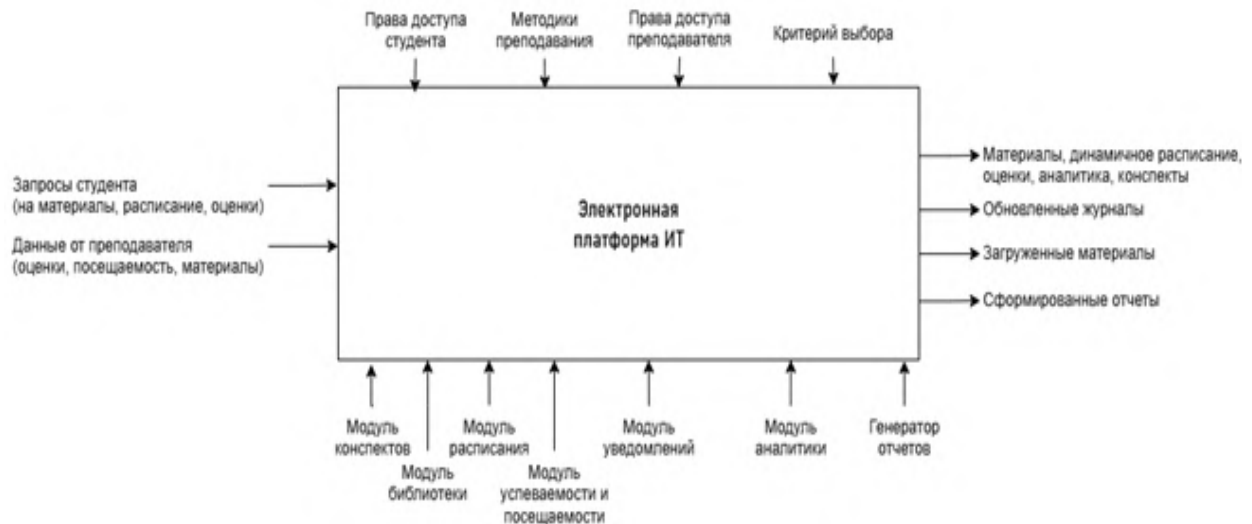 Права доступа
студента
Методики
преподавания
Права доступа
преподавателя
Критерий выбора
Запросы студента
(на материалы, расписание, оценки)
Данные от преподавателя
(оценки, посещаемость, материалы)
Электронная
платформа ИТ
Материалы, динамичное расписание,
оценки, аналитика, конспекты
Обновленные журналы
Загруженные материалы
Сформированные отчеты
Модуль
конспектов
Модуль
библиотеки
Модуль
расписания
Модуль
успеваемости и
посещаемости
Модуль
уведомлений
Модуль
аналитики
Генератор
отчетов